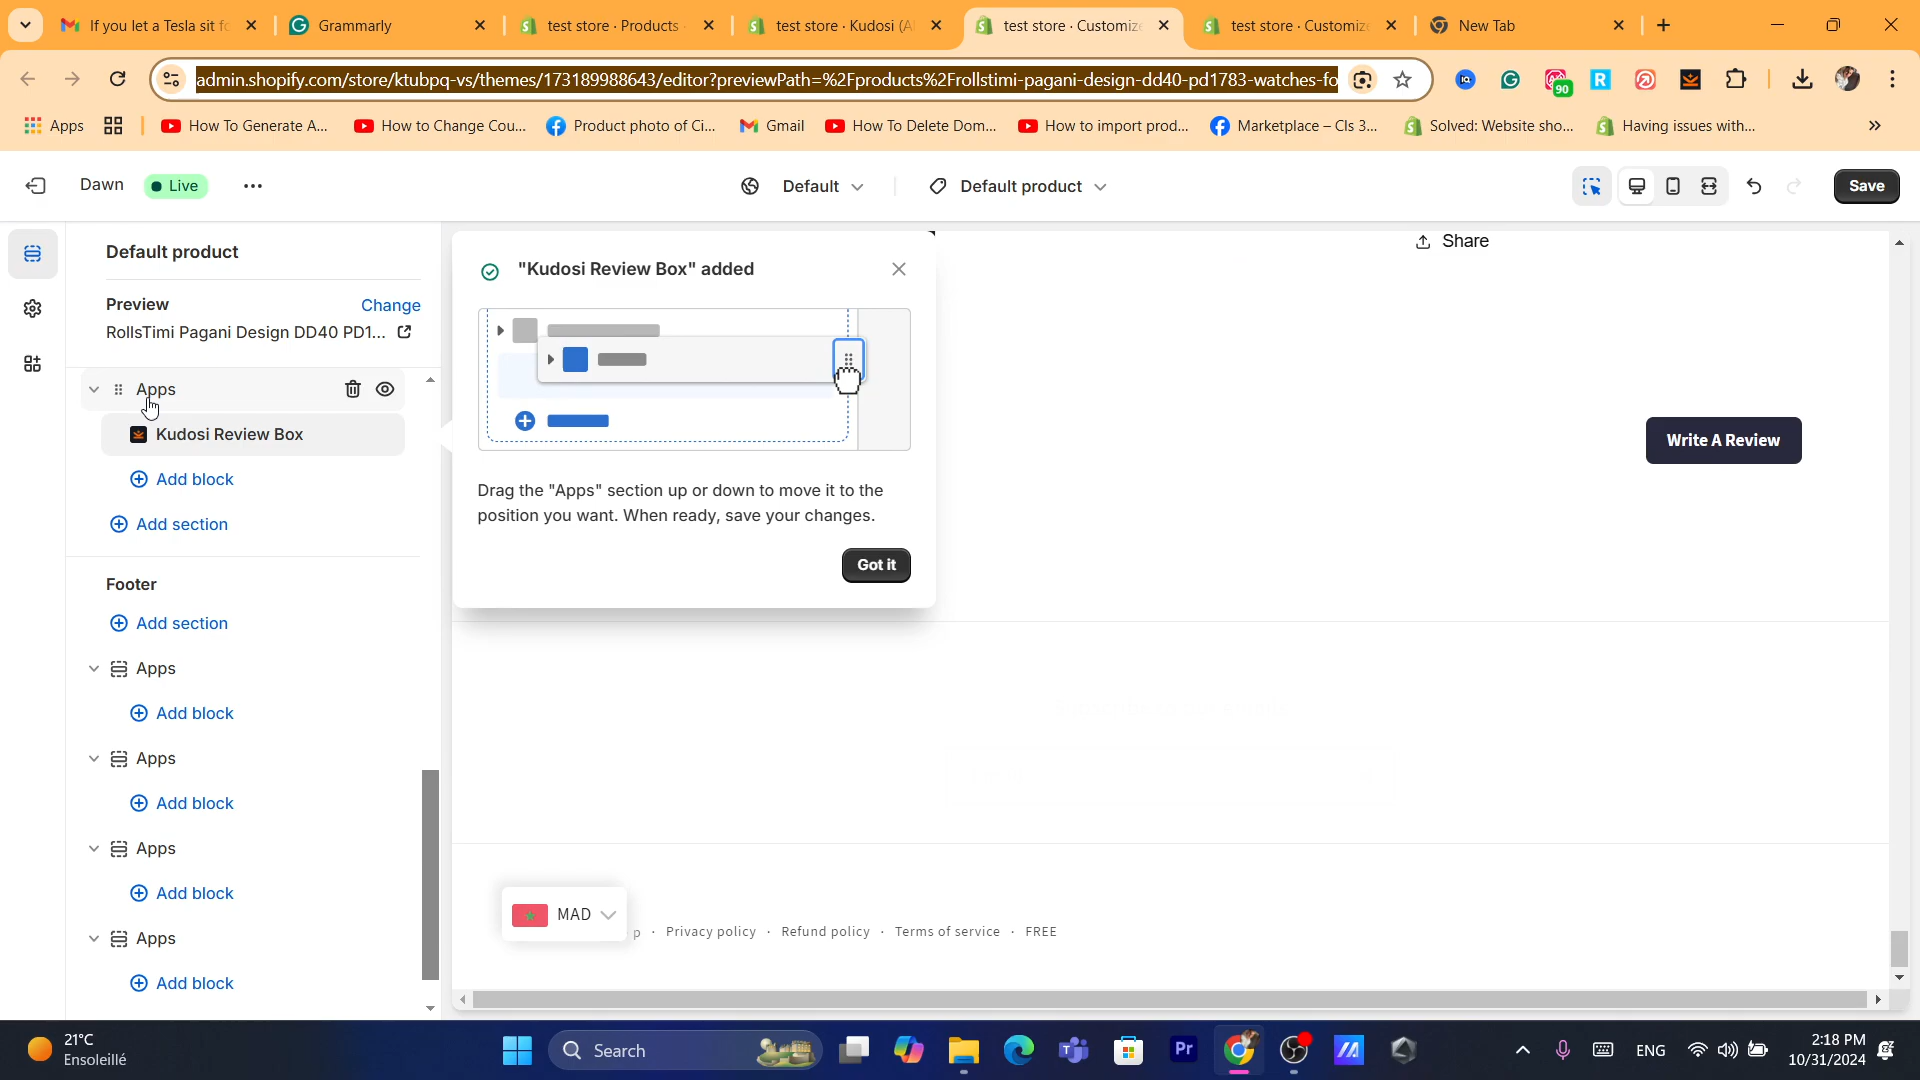 If you let a Tesla sit fo
Grammarly
test store · Products ·
test store · Kudosi (A
test store · Customize
test store · Customize
New Tab
admin.shopify.com/store/ktubpq-vs/themes/173189988643/editor?previewPath=%2Fproducts%2Frollstimi-pagani-design-dd40-pd1783-watches-fo
90
Apps
How To Generate A...
How to Change Cou...
Product photo of Ci...
Gmail
How To Delete Dom...
How to import prod...
Marketplace – Cls 3...
Solved: Website sho...
Having issues with...
Dawn
Live
Default
Default product
Save
Default product
Preview
Change
RollsTimi Pagani Design DD40 PD1...
Apps
Kudosi Review Box
Add block
Add section
Footer
Add section
Apps
Add block
Apps
Add block
Apps
Add block
Apps
Add block
"Kudosi Review Box" added
Drag the "Apps" section up or down to move it to the
position you want. When ready, save your changes.
Got it
Share
Write A Review
MAD
p · Privacy policy · Refund policy · Terms of service · FREE
21°C
Ensoleillé
Search
Pr
ENG
2:18 PM
10/31/2024